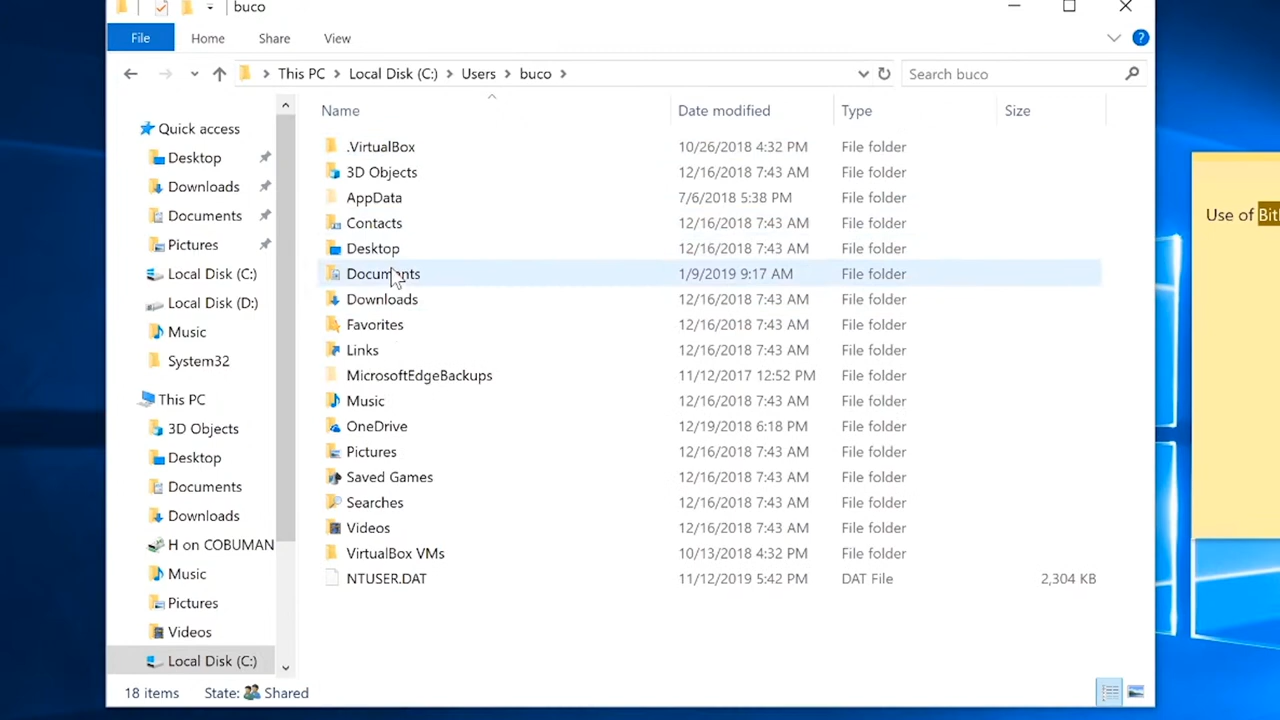 buco
File Home Share View
This PC Local Disk (C:) Users buco
Search buco
Quick access
Desktop
Downloads
Documents
Pictures
Local Disk (C:)
Local Disk (D:)
Music
System32
This PC
3D Objects
Desktop
Documents
Downloads
H on COBUMAN
Music
Pictures
Videos
Local Disk (C:)
Name Date modified Type Size
.VirtualBox 10/26/2018 4:32 PM File folder
3D Objects 12/16/2018 7:43 AM File folder
AppData 7/6/2018 5:38 PM File folder
Contacts 12/16/2018 7:43 AM File folder
Desktop 12/16/2018 7:43 AM File folder
Documents 1/9/2019 9:17 AM File folder
Downloads 12/16/2018 7:43 AM File folder
Favorites 12/16/2018 7:43 AM File folder
Links 12/16/2018 7:43 AM File folder
MicrosoftEdgeBackups 11/12/2017 12:52 PM File folder
Music 12/16/2018 7:43 AM File folder
OneDrive 12/19/2018 6:18 PM File folder
Pictures 12/16/2018 7:43 AM File folder
Saved Games 12/16/2018 7:43 AM File folder
Searches 12/16/2018 7:43 AM File folder
Videos 12/16/2018 7:43 AM File folder
VirtualBox VMs 10/13/2018 4:32 PM File folder
NTUSER.DAT 11/12/2019 5:42 PM DAT File 2,304 KB
18 items State: Shared
Use of